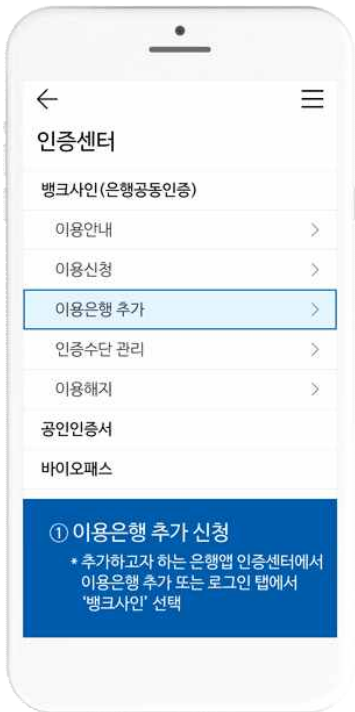 인증센터
뱅크사인(은행공동인증)
이용안내
이용신청
이용은행 추가
인증수단 관리
이용해지
공인인증서
바이오패스
① 이용은행 추가 신청
* 추가하고자 하는 은행앱 인증센터에서
이용은행 추가 또는 로그인 탭에서
‘뱅크사인’ 선택